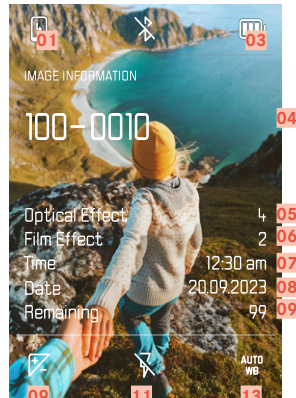 01
03
IMAGE INFORMATION
100-0010
04
Optical Effect 4 05
Film Effect 2 06
Time 12:30 am 07
Date 20.09.2023 08
Remaining 99 09
AUTO
WB
09 11 13